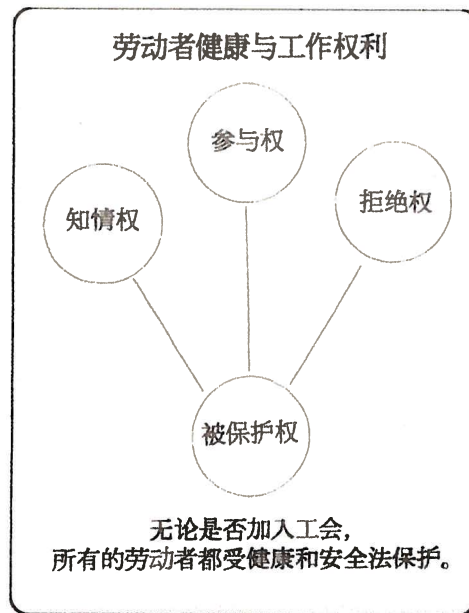 劳动者健康与工作权利
参与权
知情权
拒绝权
被保护权
无论是否加入工会，
所有的劳动者都受健康和安全法保护。